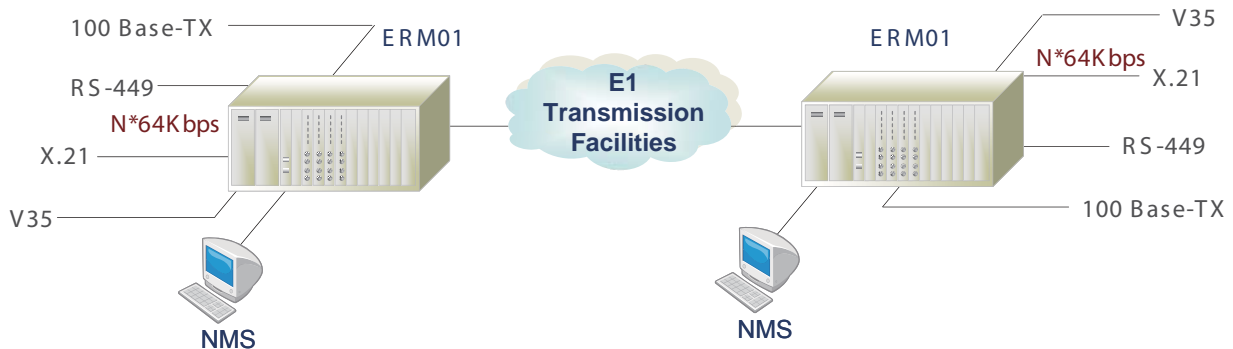 100 Base-TX
ERM01
RS-449
N*64Kbps
X.21
V35
NMS
E1
Transmission
Facilities
ERM01
V35
N*64Kbps
X.21
RS-449
100 Base-TX
NMS